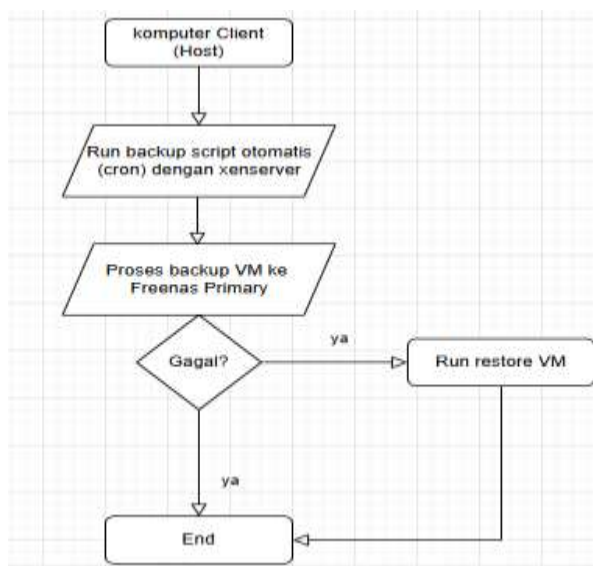 komputer Client
(Host)
Run backup script otomatis
(cron) dengan xenserver
Proses backup VM ke
Freenas Primary
Gagal?
ya
Run restore VM
ya
End